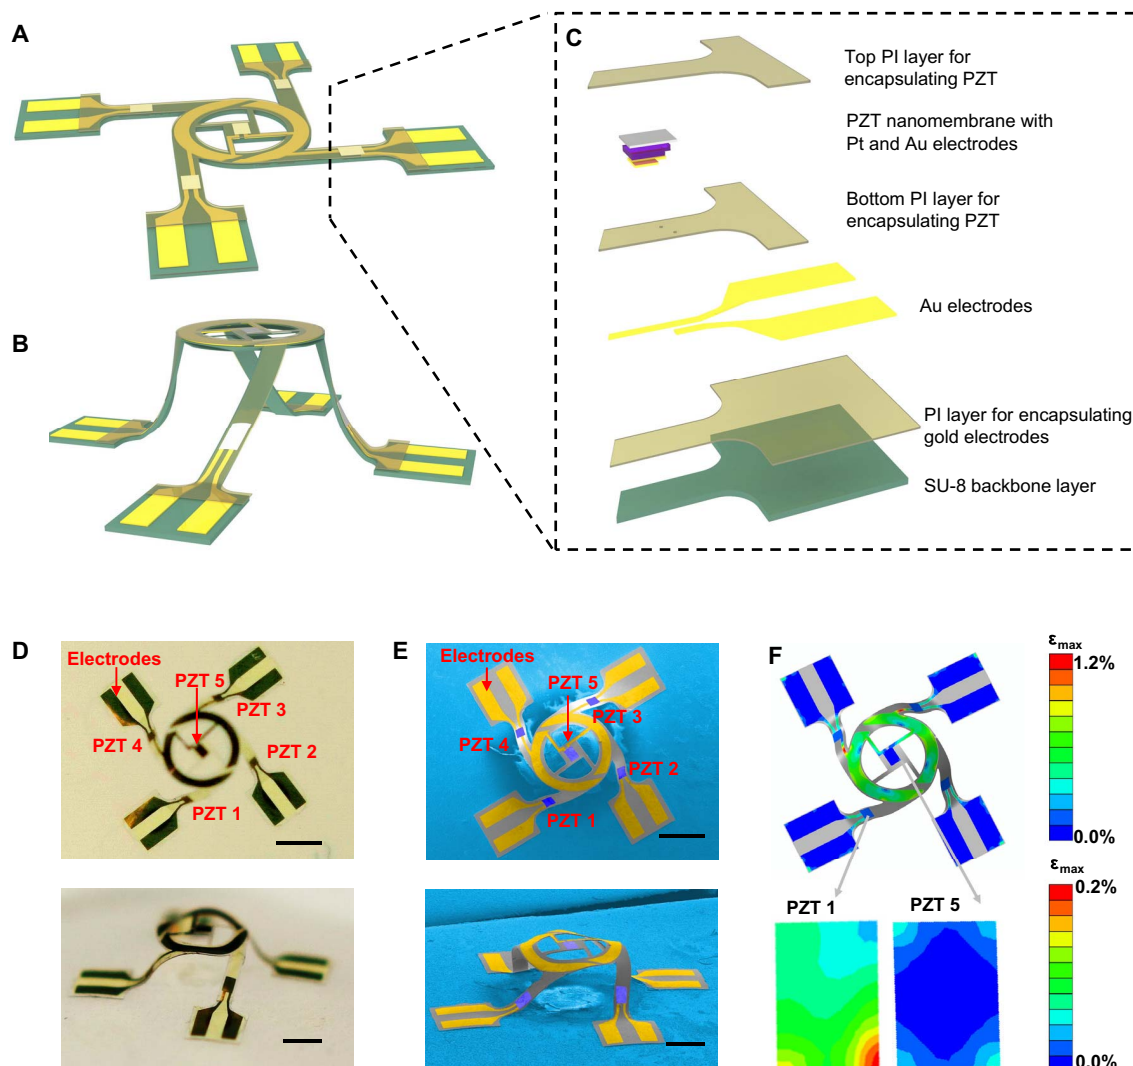 A
C
Top PI layer for
encapsulating PZT
PZT nanomembrane with
Pt and Au electrodes
Bottom PI layer for
encapsulating PZT
Au electrodes
B
PI layer for encapsulating
gold electrodes
SU-8 backbone layer
D
Electrodes
PZT 5
PZT 3
PZT 4
PZT 2
PZT 1
E
Electrodes
PZT 5
PZT 3
PZT 4
PZT 2
PZT 1
F
εmax
1.2%
0.0%
εmax
0.2%
0.0%
PZT 1
PZT 5